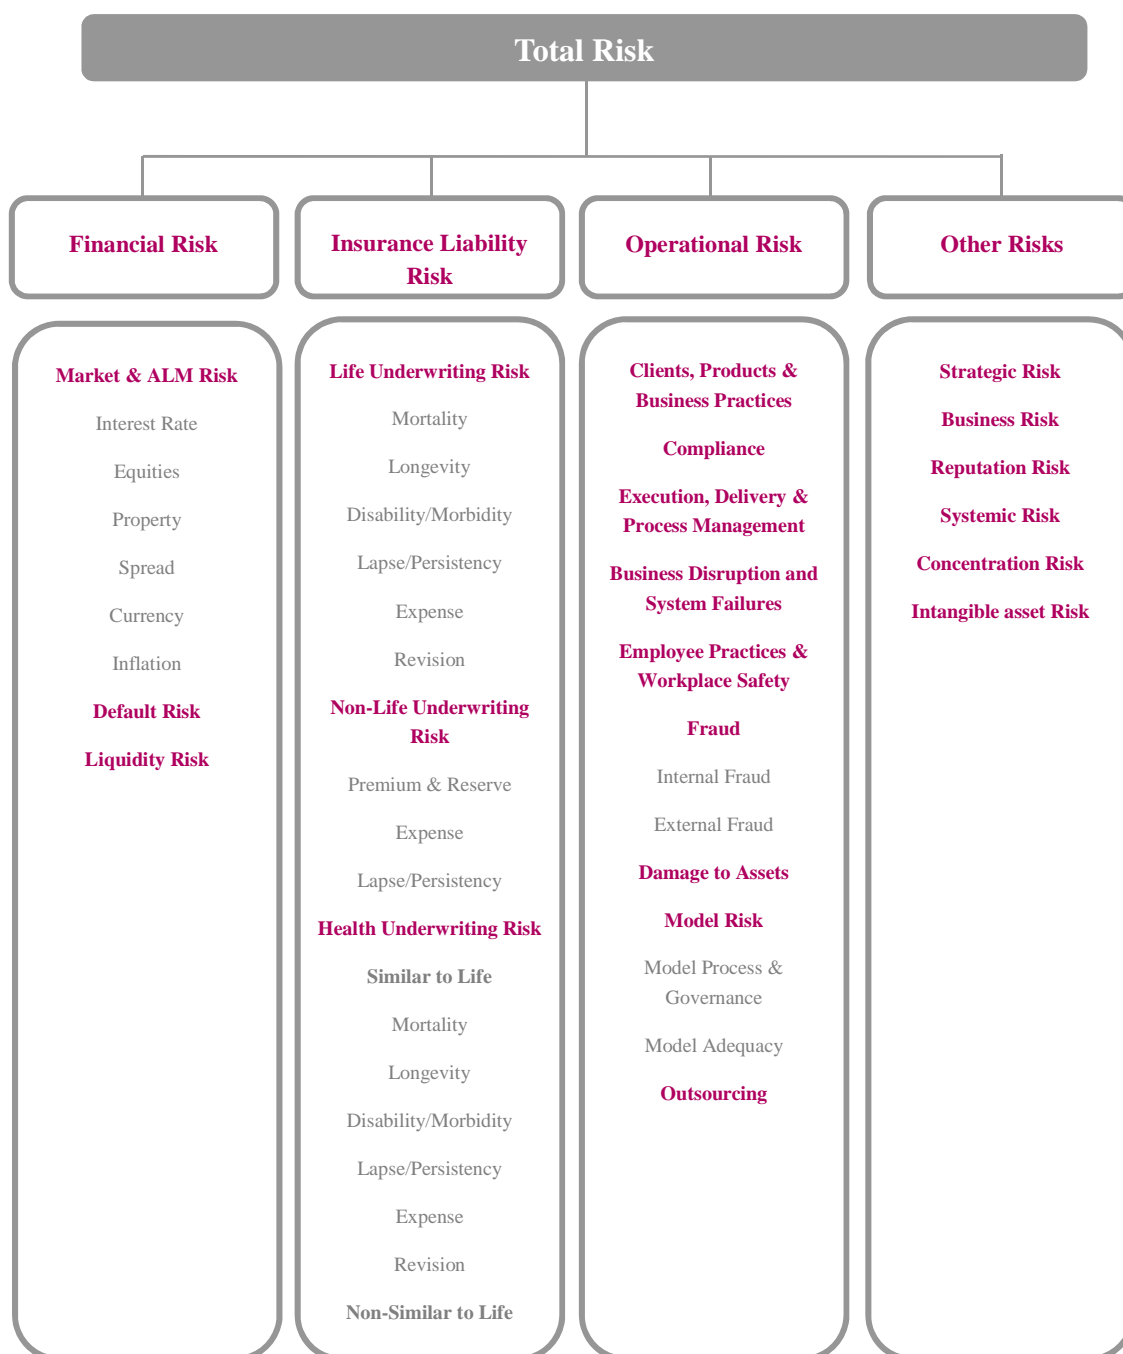 Total Risk
Financial Risk
Insurance Liability
Risk
Operational Risk
Other Risks
Market & ALM Risk
Interest Rate
Equities
Property
Spread
Currency
Inflation
Default Risk
Liquidity Risk
Life Underwriting Risk
Mortality
Longevity
Disability/Morbidity
Lapse/Persistency
Expense
Revision
Non-Life Underwriting
Risk
Premium & Reserve
Expense
Lapse/Persistency
Health Underwriting Risk
Similar to Life
Mortality
Longevity
Disability/Morbidity
Lapse/Persistency
Expense
Revision
Non-Similar to Life
Clients, Products &
Business Practices
Compliance
Execution, Delivery &
Process Management
Business Disruption and
System Failures
Employee Practices &
Workplace Safety
Fraud
Internal Fraud
External Fraud
Damage to Assets
Model Risk
Model Process &
Governance
Model Adequacy
Outsourcing
Strategic Risk
Business Risk
Reputation Risk
Systemic Risk
Concentration Risk
Intangible asset Risk